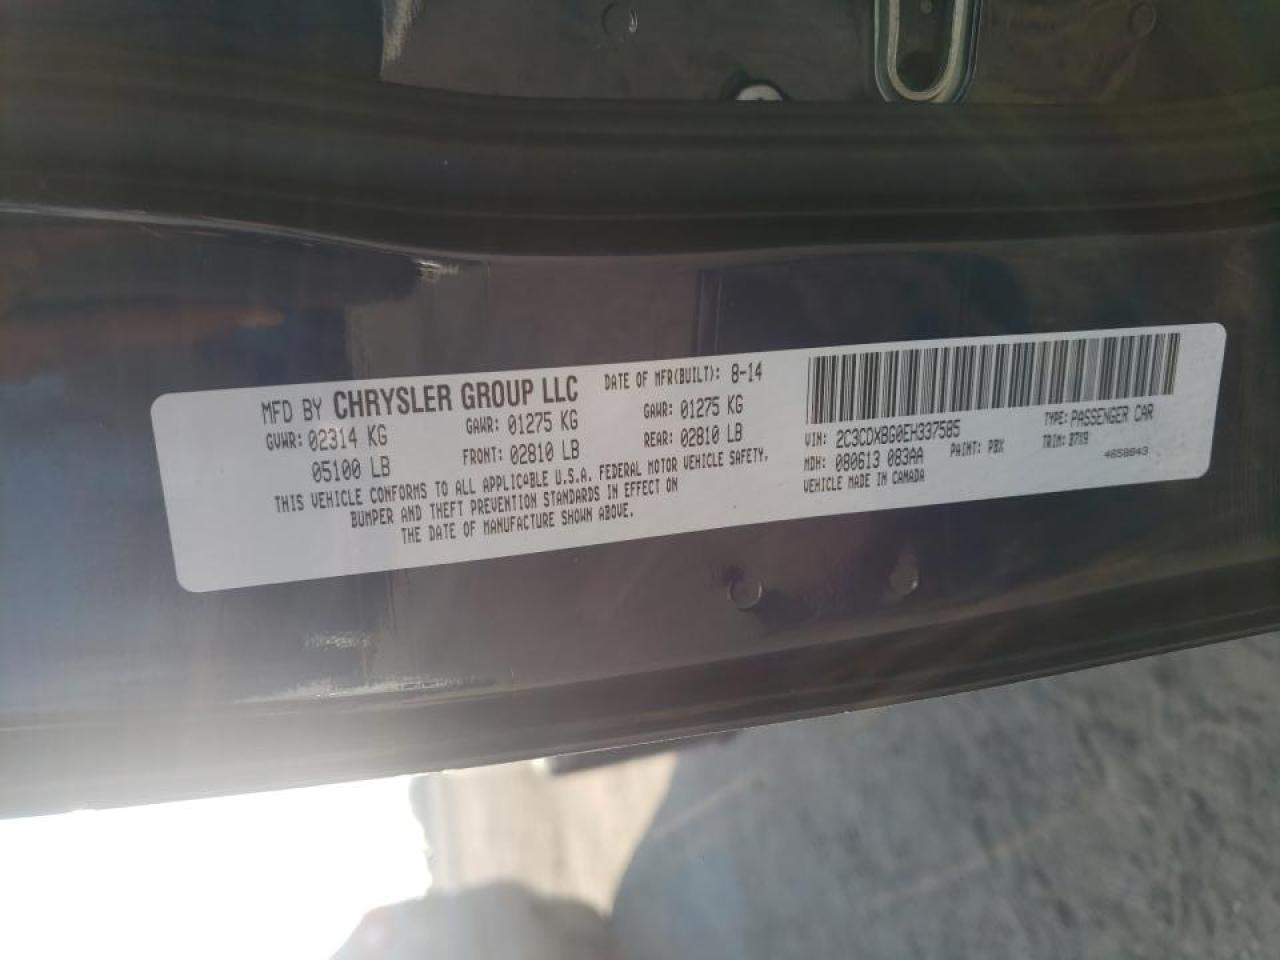 MFD BY CHRYSLER GROUP LLC DATE OF MFR(BUILT): 8-14
GVWR: 02314 KG GAWR: 01275 KG GAWR: 01275 KG
05100 LB FRONT: 02810 LB REAR: 02810 LB
THIS VEHICLE CONFORMS TO ALL APPLICABLE U.S.A. FEDERAL MOTOR VEHICLE SAFETY,
BUMPER AND THEFT PREVENTION STANDARDS IN EFFECT ON
THE DATE OF MANUFACTURE SHOWN ABOVE.
VIN: 2C3CDXBG0EH337585 TYPE: PASSENGER CAR
MDH: 080613 083AA PAINT: PBX TRIM: B7X9
VEHICLE MADE IN CANADA 4658043